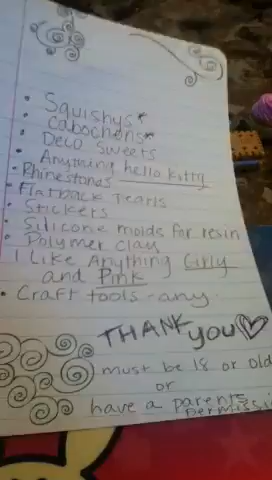 • Squishys*
• Cabochens*
• Deco Sweets
• Anything hello kitty
• Rhinestones
• Flatback Pearls
• Stickers
• Silicone molds for resin
• Polymer clay
I Like Anything Girly
and Pink
• Craft tools - any
THANK
you
must be 18 or old
or
have a parents
permissi